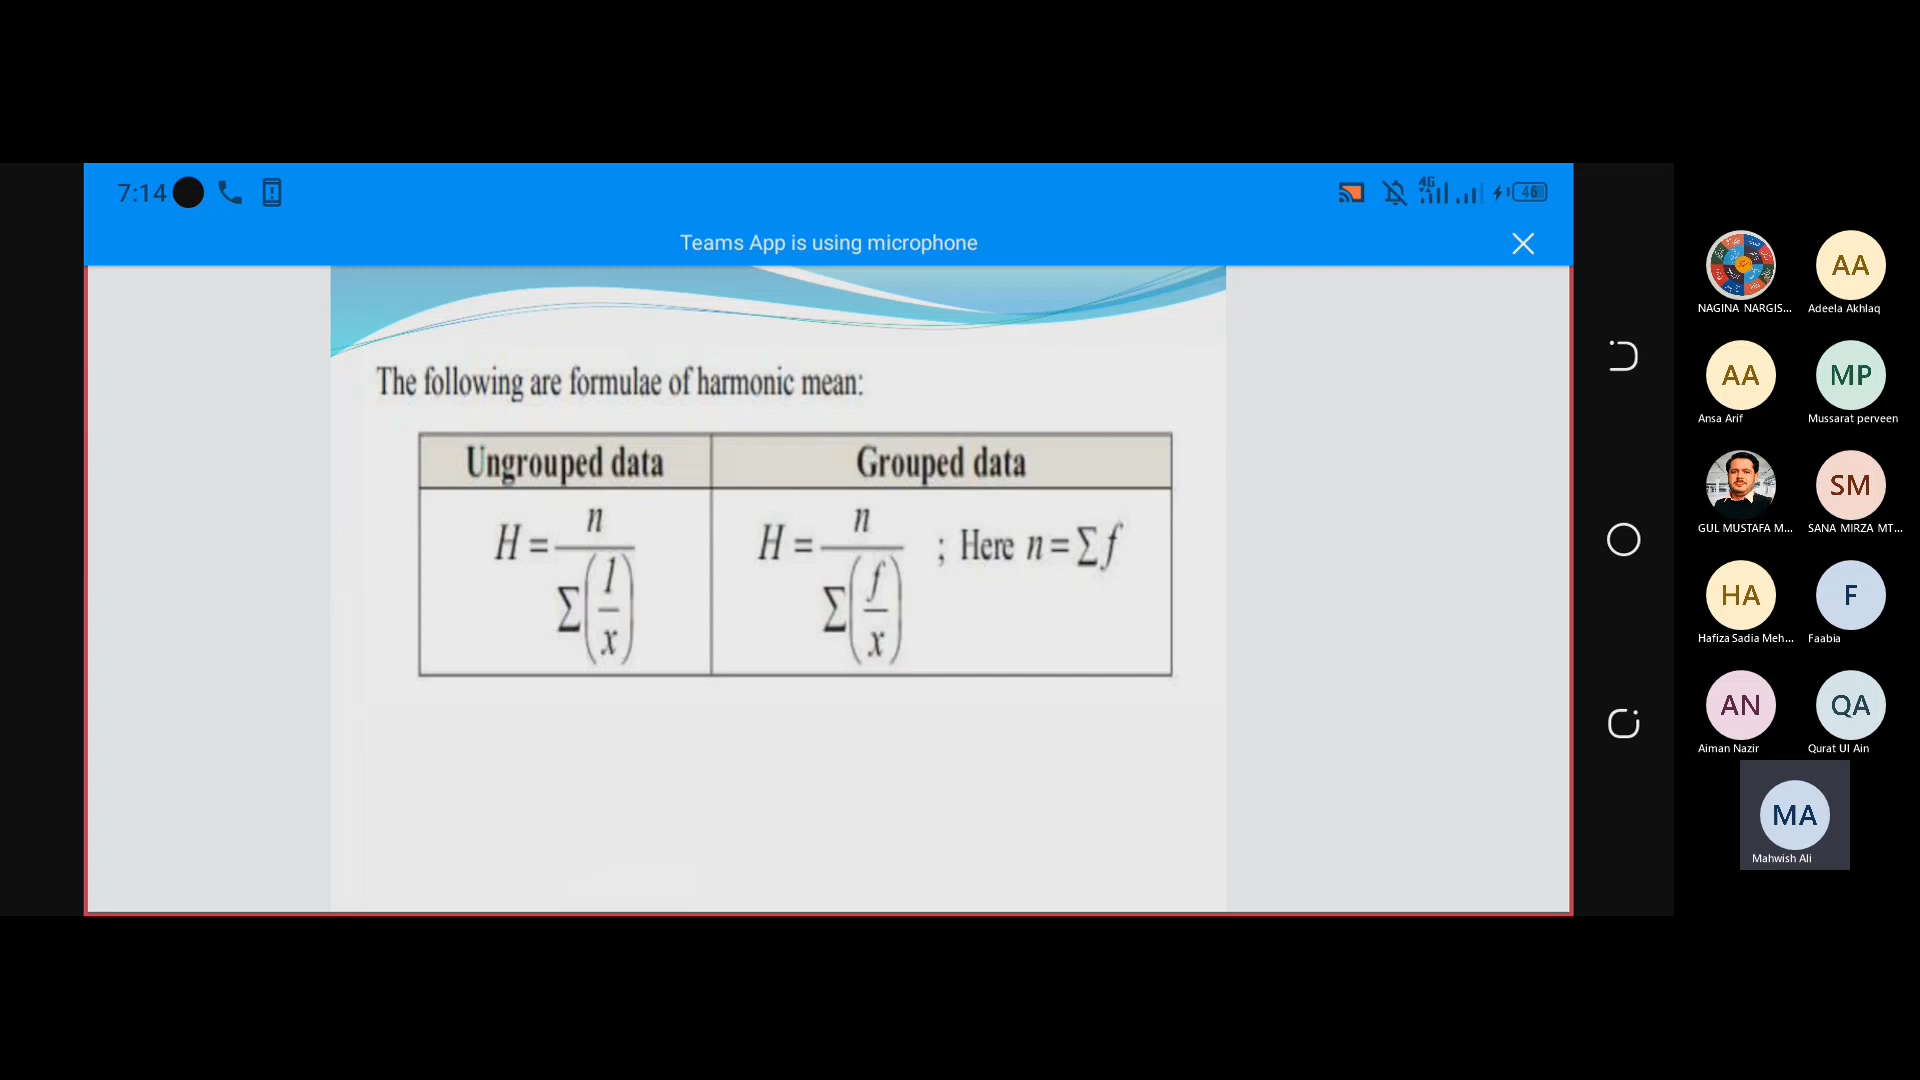 7:14
4G
46
Teams App is using microphone
The following are formulae of harmonic mean:
Ungrouped data
Grouped data
H = n / Σ(1/x)
H = n / Σ(f/x) ; Here n = Σf
NAGINA NARGIS...
AA
Adeela Akhlaq
AA
Ansa Arif
MP
Mussarat perveen
GUL MUSTAFA M...
SM
SANA MIRZA MT...
HA
Hafiza Sadia Meh...
F
Faabia
AN
Aiman Nazir
QA
Qurat Ul Ain
MA
Mahwish Ali